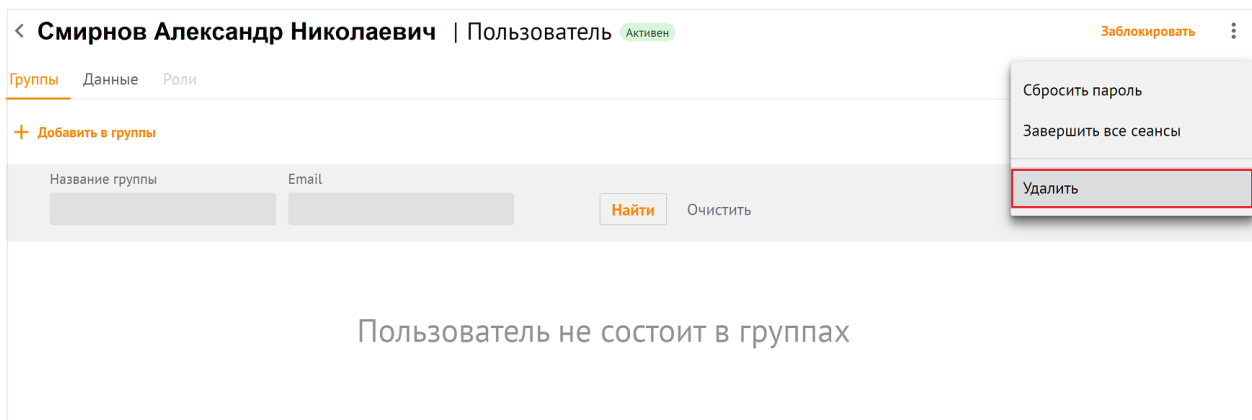 Смирнов Александр Николаевич | Пользователь Активен Заблокировать
Группы Данные Роли
Сбросить пароль
Добавить в группы
Завершить все сеансы
Название группы Email
Удалить
Найти Очистить
Пользователь не состоит в группах